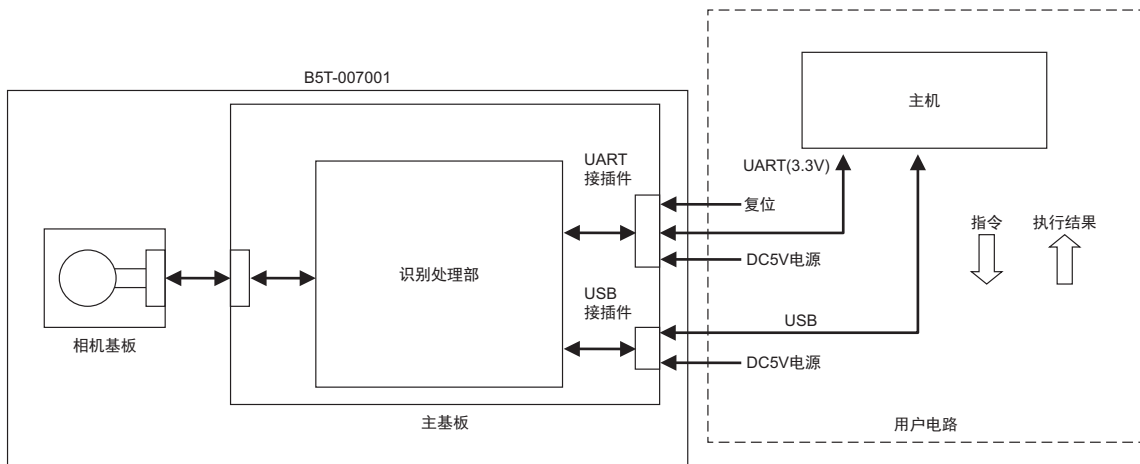 B5T-007001
主机
UART
接插件
UART(3.3V)
复位
指令
执行结果
识别处理部
DC5V电源
USB
接插件
USB
相机基板
DC5V电源
主基板
用户电路